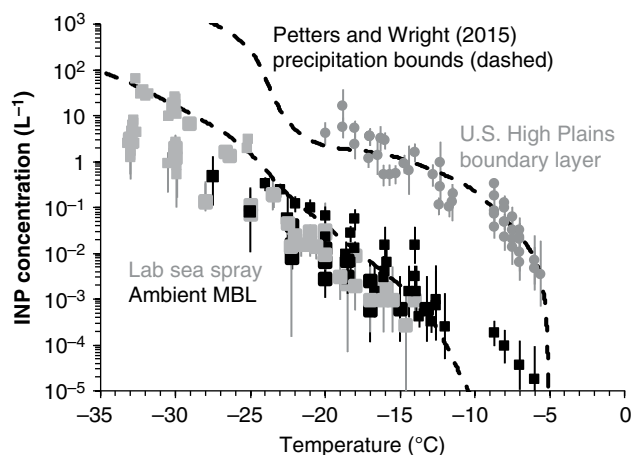 Petters and Wright (2015)
precipitation bounds (dashed)
U.S. High Plains
boundary layer
Lab sea spray
Ambient MBL
INP concentration (L⁻¹)
10³
10²
10
1
10⁻¹
10⁻²
10⁻³
10⁻⁴
10⁻⁵
−35 −30 −25 −20 −15 −10 −5 0
Temperature (°C)